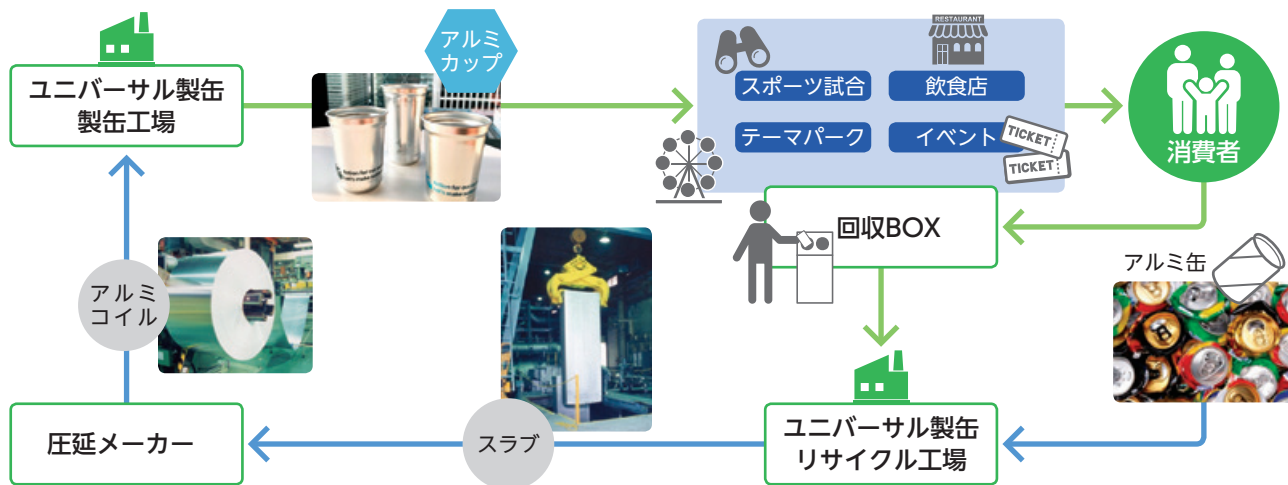 ユニバーサル製缶
製缶工場
アルミ
カップ
RESTAURANT
スポーツ試合
飲食店
テーマパーク
イベント
TICKET
TICKET
消費者
回収BOX
アルミ缶
アルミ
コイル
圧延メーカー
スラブ
ユニバーサル製缶
リサイクル工場